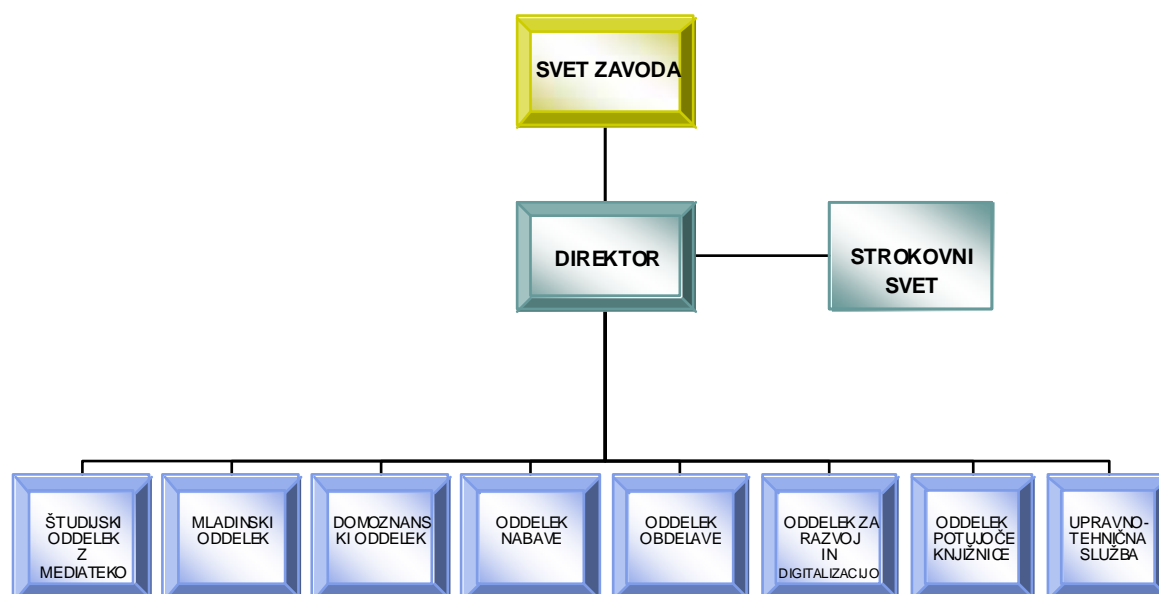 SVET ZAVODA
DIREKTOR
STROKOVNI
SVET
ŠTUDIJSKI
ODDELEK
Z
MEDIATEKO
MLADINSKI
ODDELEK
DOMOZNANS
KI ODDELEK
ODDELEK
NABAVE
ODDELEK
OBDELAVE
ODDELEK ZA
RAZVOJ
IN
DIGITALIZACIJO
ODDELEK
POTUJOČE
KNJIŽNICE
UPRAVNO-
TEHNIČNA
SLUŽBA